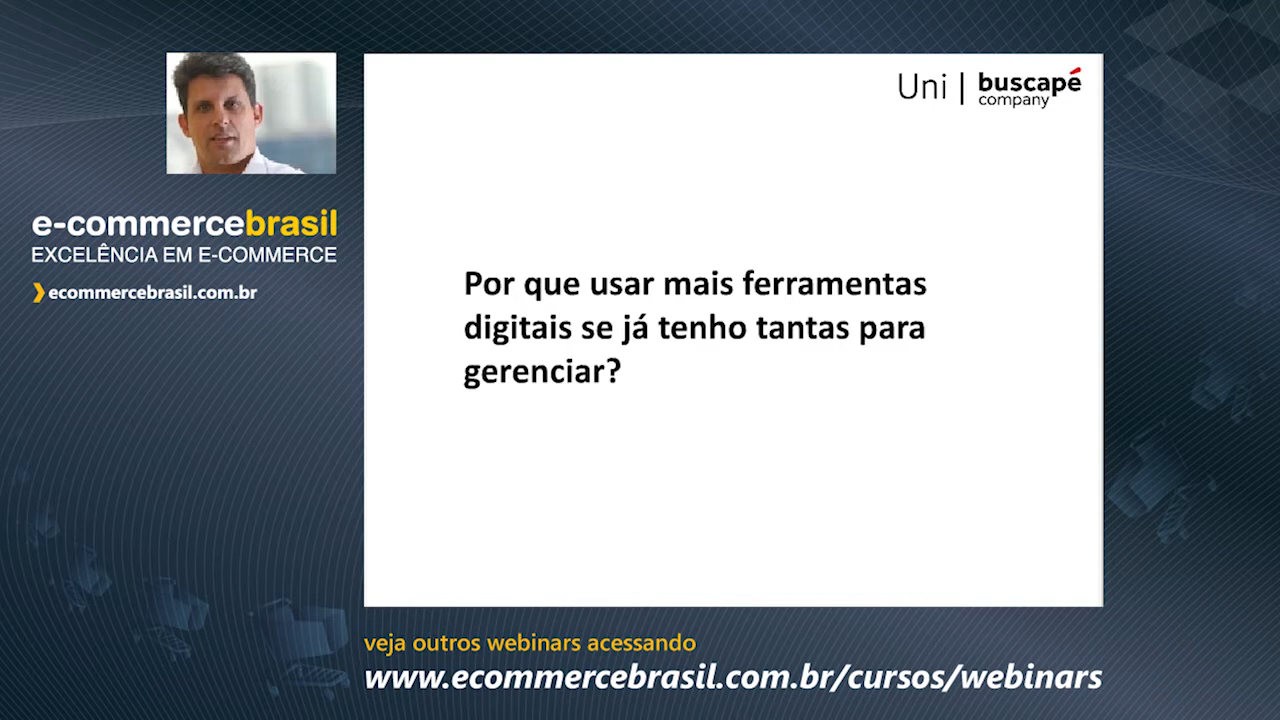 Uni | buscapé
company
e-commercebrasil
EXCELÊNCIA EM E-COMMERCE
ecommercebrasil.com.br
Por que usar mais ferramentas
digitais se já tenho tantas para
gerenciar?
veja outros webinars acessando
www.ecommercebrasil.com.br/cursos/webinars